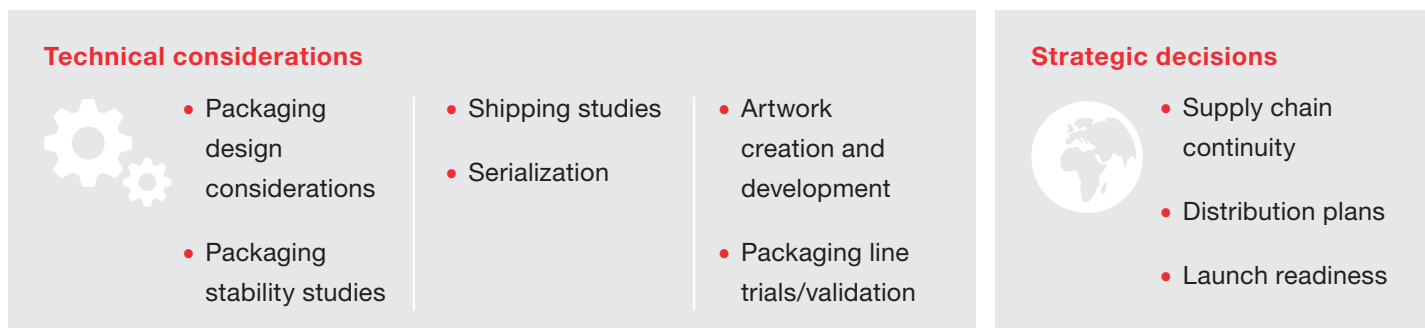 Technical considerations
• Packaging
design
considerations
• Packaging
stability studies
• Shipping studies
• Serialization
• Artwork
creation and
development
• Packaging line
trials/validation
Strategic decisions
• Supply chain
continuity
• Distribution plans
• Launch readiness